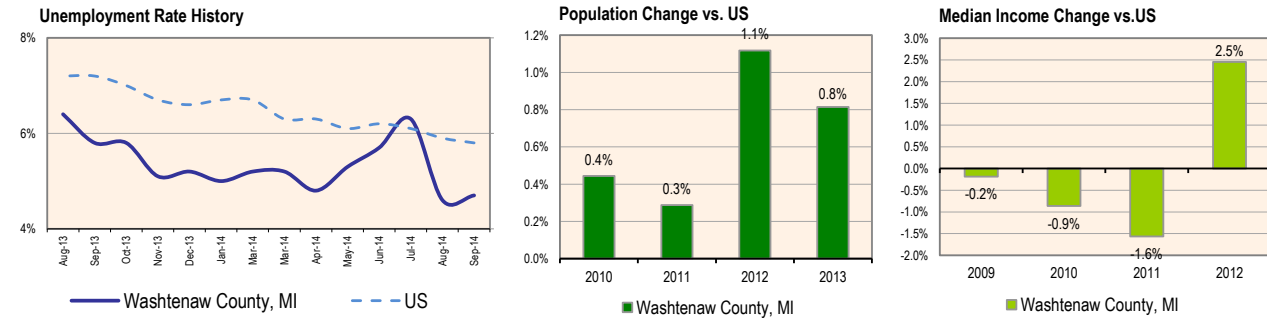 Unemployment Rate History
8%
6%
4%
Aug-13
Sep-13
Oct-13
Nov-13
Dec-13
Jan-14
Mar-14
Mar-14
Apr-14
May-14
Jun-14
Jul-14
Aug-14
Sep-14
Washtenaw County, MI
US
Population Change vs. US
1.2%
1.0%
0.8%
0.6%
0.4%
0.2%
0.0%
0.4%
0.3%
1.1%
0.8%
2010
2011
2012
2013
Washtenaw County, MI
Median Income Change vs.US
3.0%
2.5%
2.0%
1.5%
1.0%
0.5%
0.0%
-0.5%
-1.0%
-1.5%
-2.0%
-0.2%
-0.9%
-1.6%
2.5%
2009
2010
2011
2012
Washtenaw County, MI